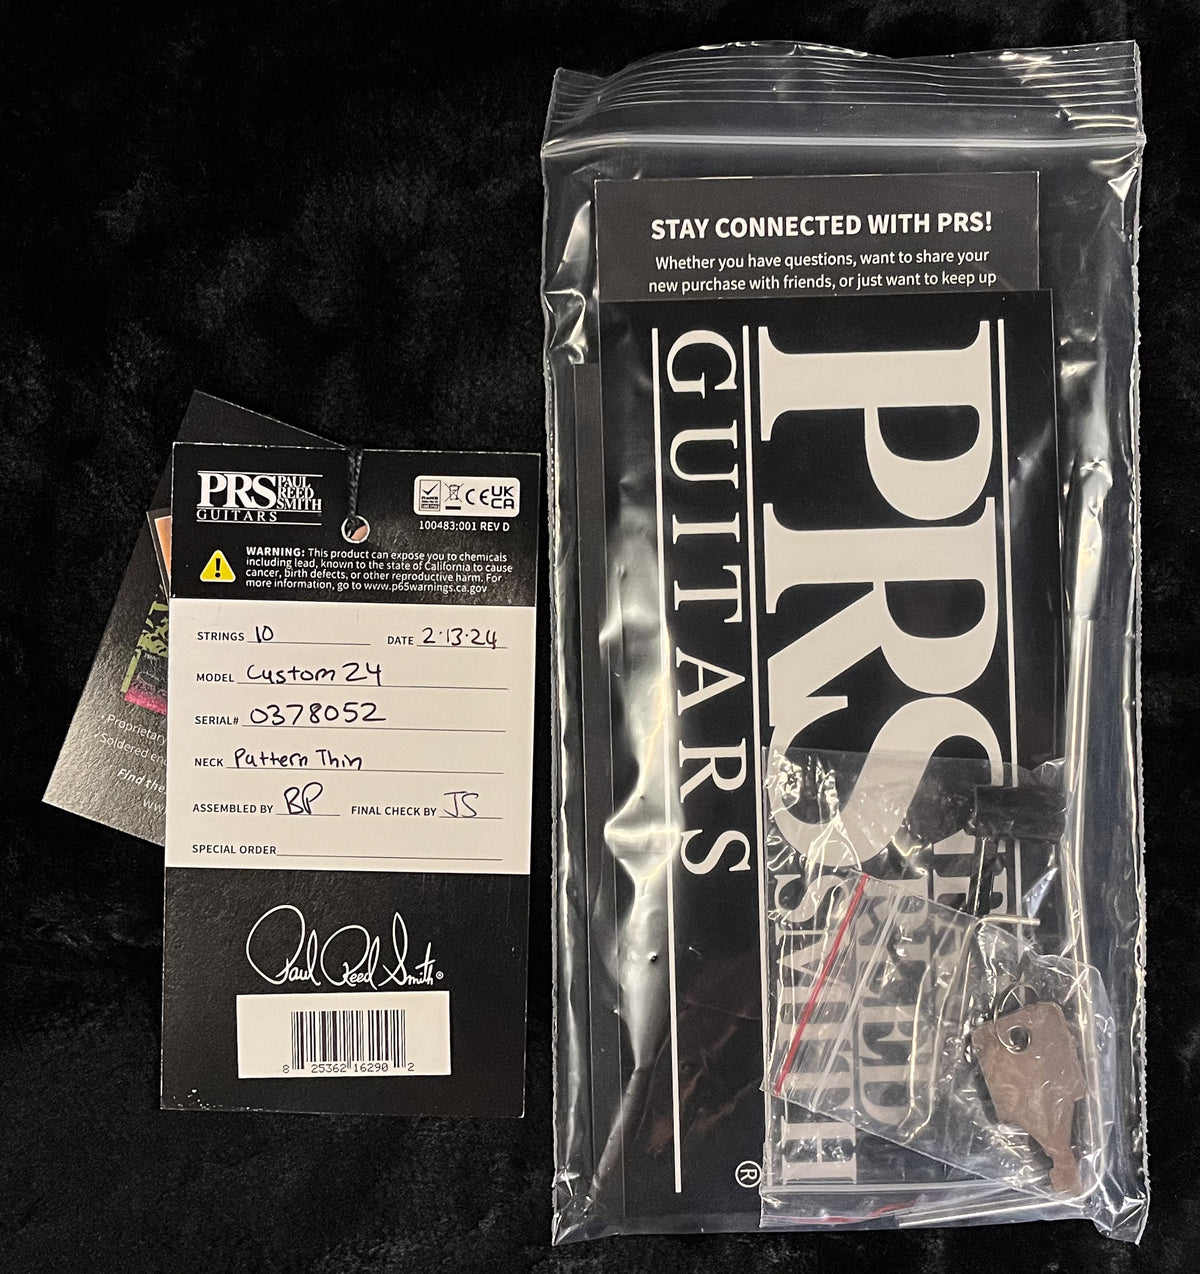 PRS PAUL
REED
SMITH
GUITARS
UK
CA
100483:001 REV D
WARNING: This product can expose you to chemicals
including lead, known to the state of California to cause
cancer, birth defects, or other reproductive harm. For
more information, go to www.p65warnings.ca.gov
STRINGS 10 DATE 2·13·24
MODEL Custom 24
SERIAL# 0378052
NECK Pattern Thin
ASSEMBLED BY BP FINAL CHECK BY JS
SPECIAL ORDER
Paul Reed Smith®
8 25362 16290 2
Proprietary
Soldered
Find the
www.
STAY CONNECTED WITH PRS!
Whether you have questions, want to share your
new purchase with friends, or just want to keep up
PRS
REED
SMITH
GUITARS
®